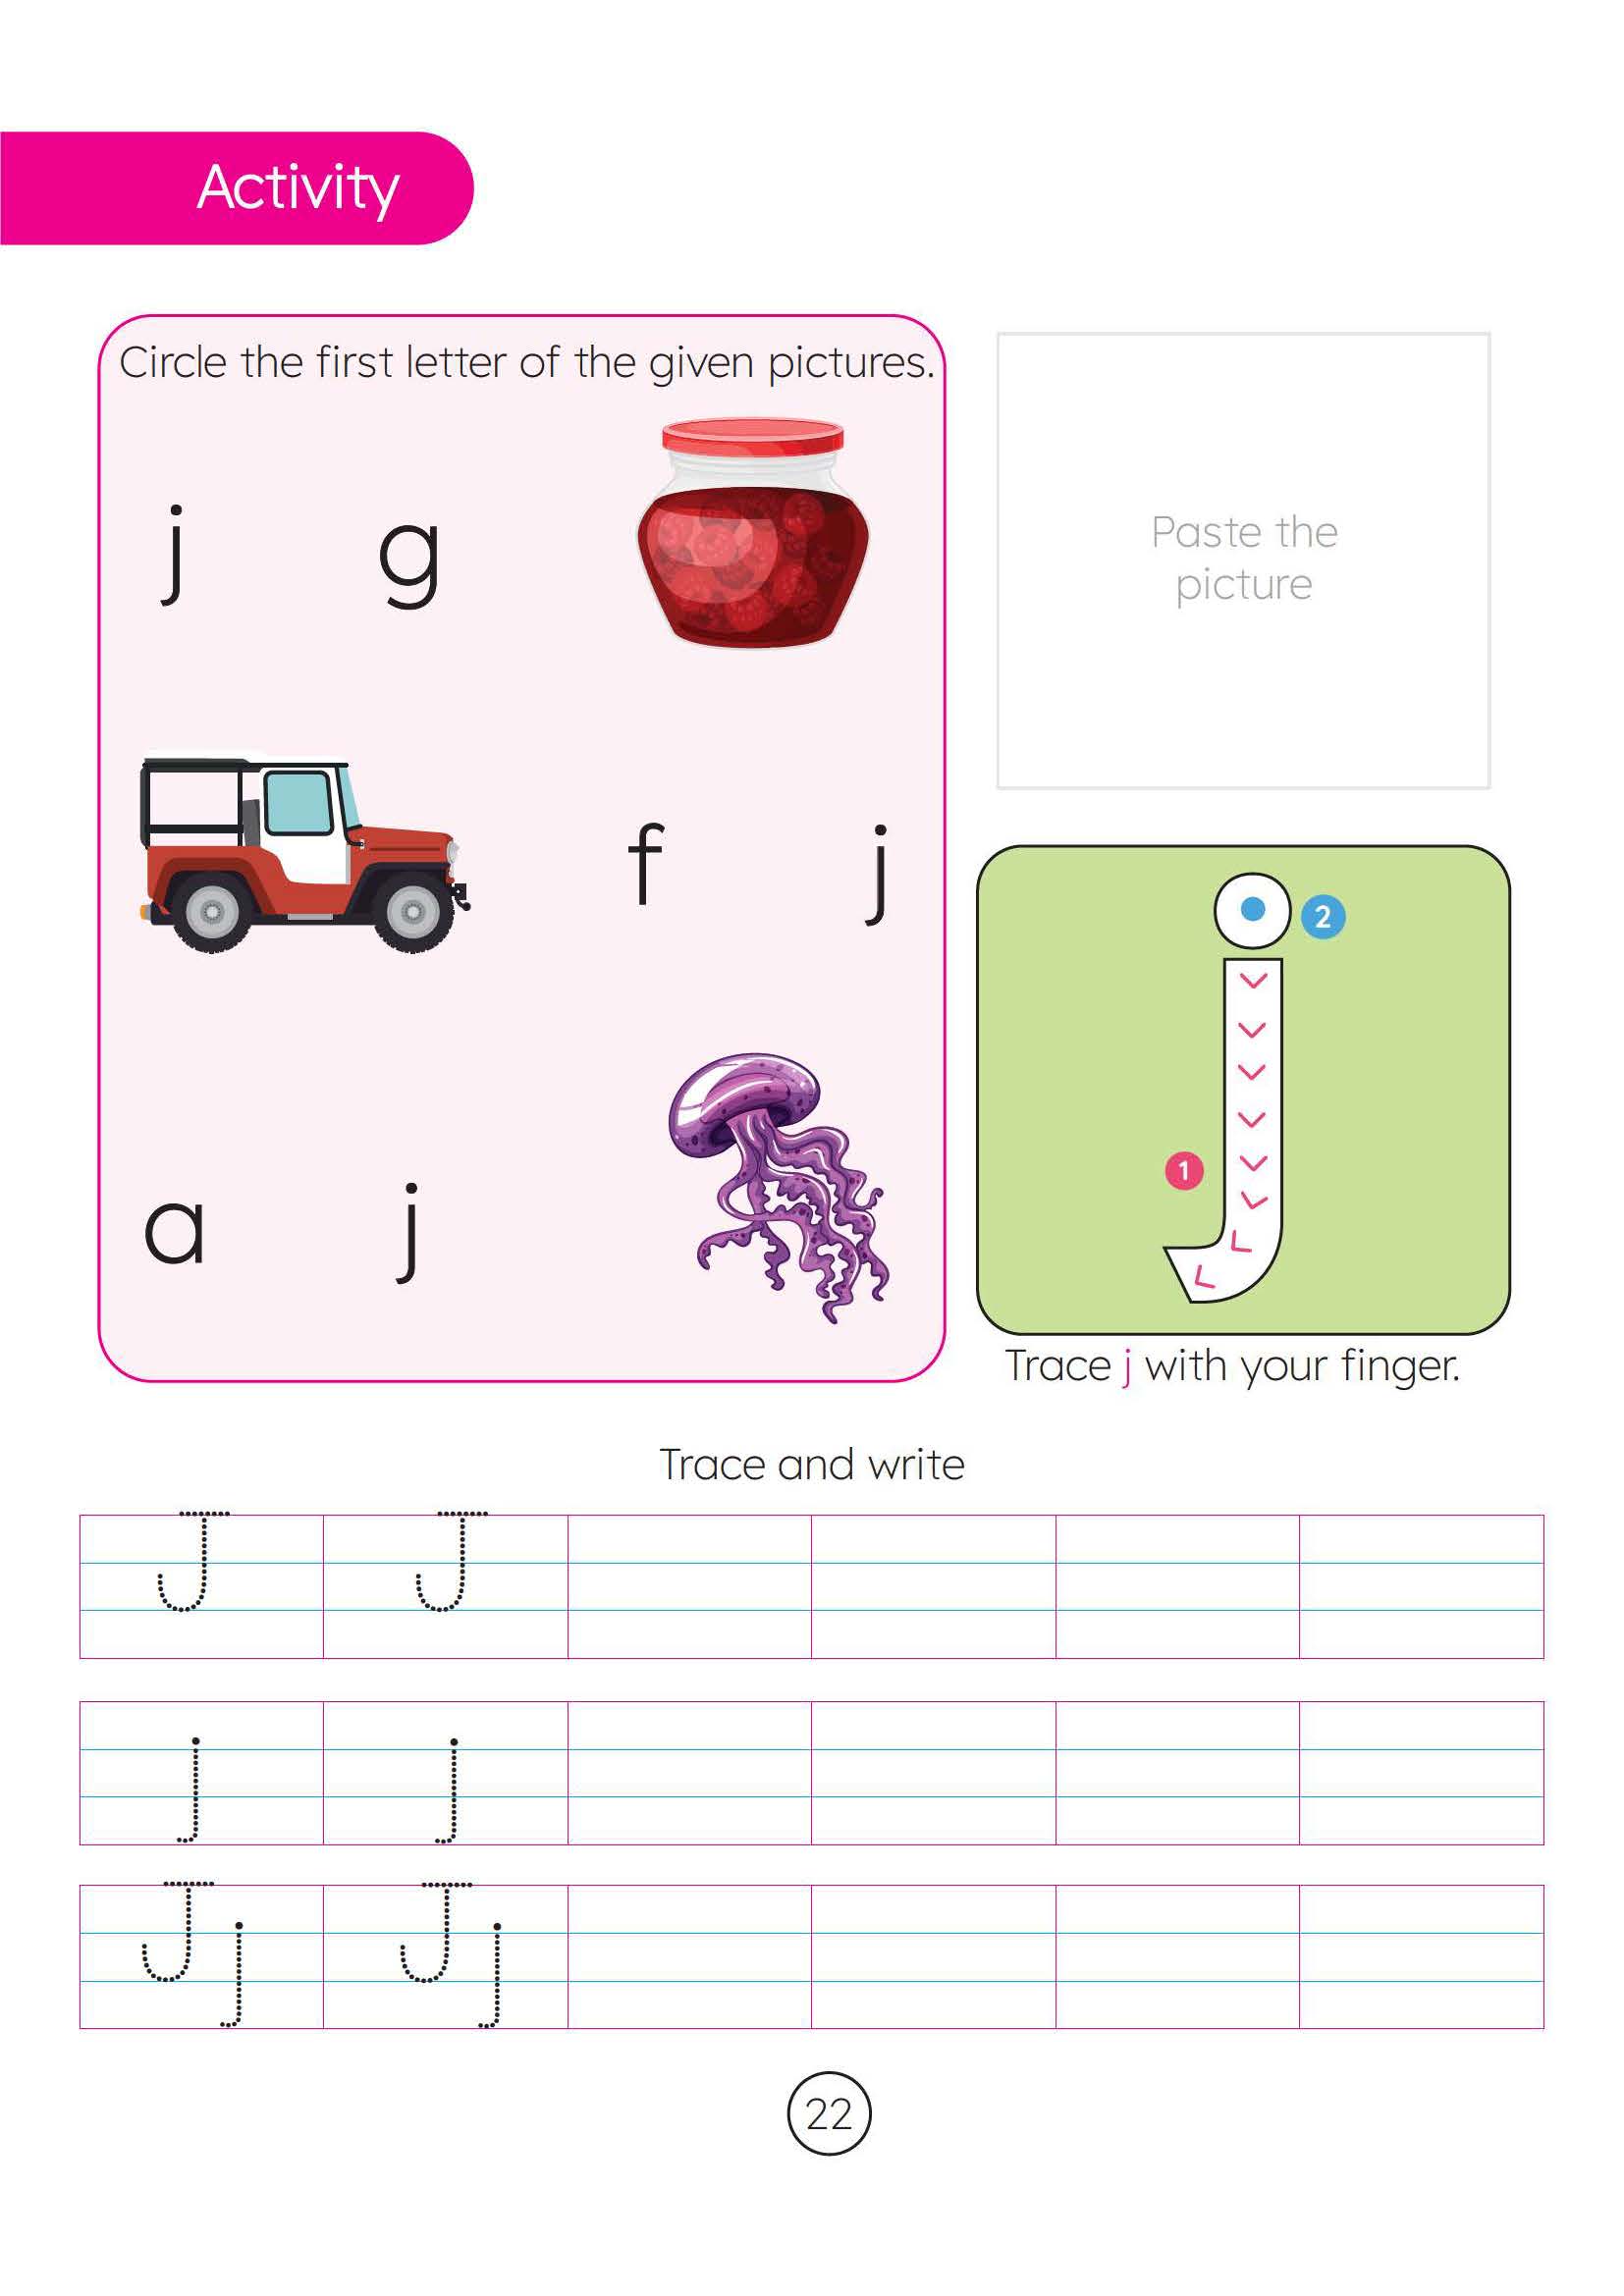 Activity
Circle the first letter of the given pictures.
j g
f j
a j
Paste the
picture
2
1
Trace j with your finger.
Trace and write
J J
j j
Jj Jj
22